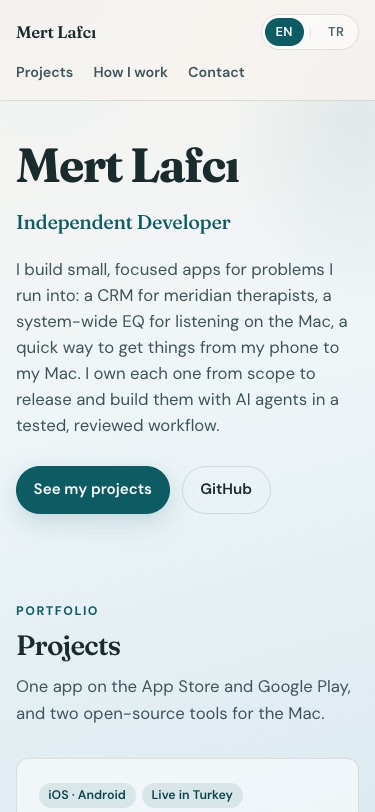 Mert Lafcı
EN
TR
Projects
How I work
Contact
Mert Lafcı
Independent Developer
I build small, focused apps for problems I
run into: a CRM for meridian therapists, a
system-wide EQ for listening on the Mac, a
quick way to get things from my phone to
my Mac. I own each one from scope to
release and build them with AI agents in a
tested, reviewed workflow.
See my projects
GitHub
PORTFOLIO
Projects
One app on the App Store and Google Play,
and two open-source tools for the Mac.
iOS · Android
Live in Turkey